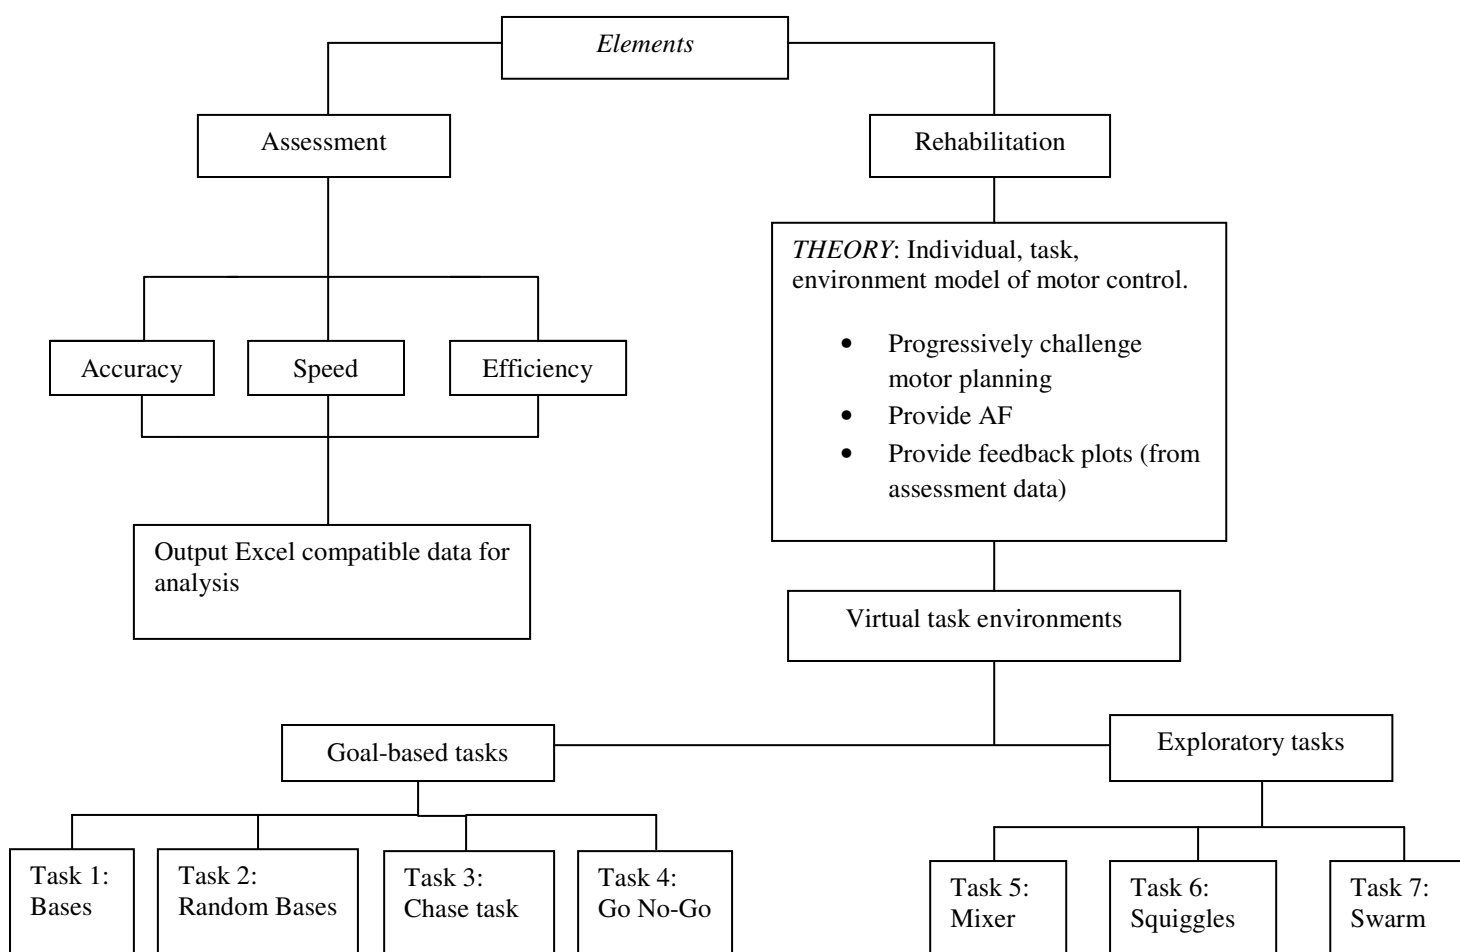 Elements
Assessment
Rehabilitation
THEORY: Individual, task,
environment model of motor control.
• Progressively challenge
motor planning
• Provide AF
• Provide feedback plots (from
assessment data)
Accuracy
Speed
Efficiency
Output Excel compatible data for
analysis
Virtual task environments
Goal-based tasks
Exploratory tasks
Task 1:
Bases
Task 2:
Random Bases
Task 3:
Chase task
Task 4:
Go No-Go
Task 5:
Mixer
Task 6:
Squiggles
Task 7:
Swarm